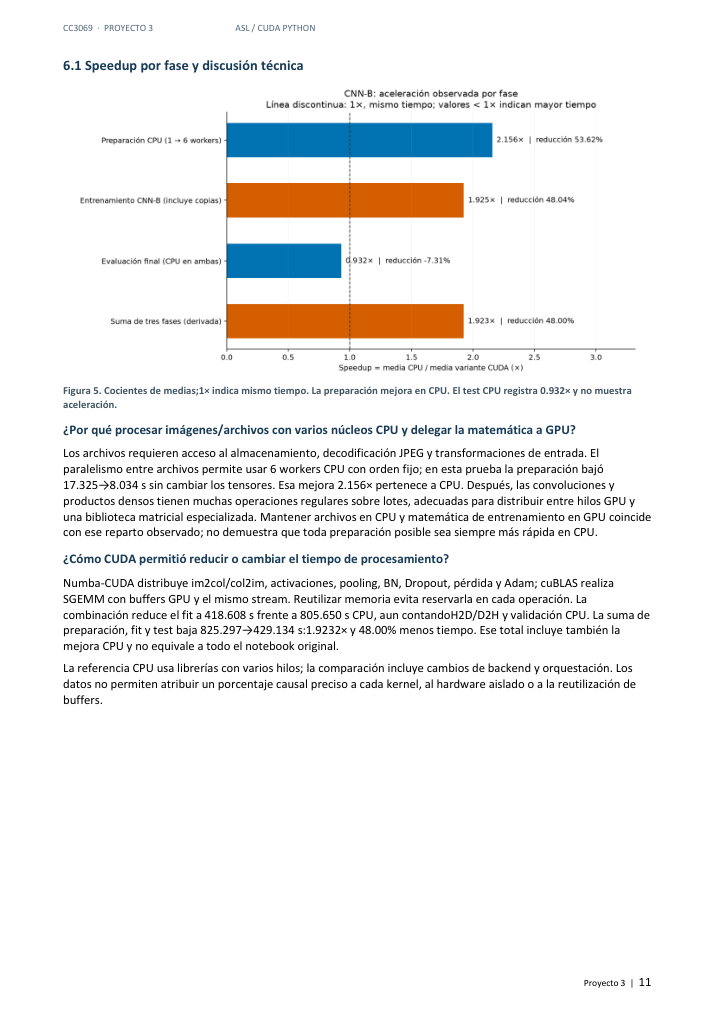 CC3069 · PROYECTO 3 ASL / CUDA PYTHON
6.1 Speedup por fase y discusión técnica
CNN-B: aceleración observada por fase
Línea discontinua: 1×, mismo tiempo; valores < 1× indican mayor tiempo
Preparación CPU (1 → 6 workers)
2.156× | reducción 53.62%
Entrenamiento CNN-B (incluye copias)
1.925× | reducción 48.04%
Evaluación final (CPU en ambas)
0.932× | reducción -7.31%
Suma de tres fases (derivada)
1.923× | reducción 48.00%
0.0 0.5 1.0 1.5 2.0 2.5 3.0
Speedup = media CPU / media variante CUDA (×)
Figura 5. Cocientes de medias;1× indica mismo tiempo. La preparación mejora en CPU. El test CPU registra 0.932× y no muestra
aceleración.
¿Por qué procesar imágenes/archivos con varios núcleos CPU y delegar la matemática a GPU?
Los archivos requieren acceso al almacenamiento, decodificación JPEG y transformaciones de entrada. El
paralelismo entre archivos permite usar 6 workers CPU con orden fijo; en esta prueba la preparación bajó
17.325→8.034 s sin cambiar los tensores. Esa mejora 2.156× pertenece a CPU. Después, las convoluciones y
productos densos tienen muchas operaciones regulares sobre lotes, adecuadas para distribuir entre hilos GPU y
una biblioteca matricial especializada. Mantener archivos en CPU y matemática de entrenamiento en GPU coincide
con ese reparto observado; no demuestra que toda preparación posible sea siempre más rápida en CPU.
¿Cómo CUDA permitió reducir o cambiar el tiempo de procesamiento?
Numba-CUDA distribuye im2col/col2im, activaciones, pooling, BN, Dropout, pérdida y Adam; cuBLAS realiza
SGEMM con buffers GPU y el mismo stream. Reutilizar memoria evita reservarla en cada operación. La
combinación reduce el fit a 418.608 s frente a 805.650 s CPU, aun contandoH2D/D2H y validación CPU. La suma de
preparación, fit y test baja 825.297→429.134 s:1.9232× y 48.00% menos tiempo. Ese total incluye también la
mejora CPU y no equivale a todo el notebook original.
La referencia CPU usa librerías con varios hilos; la comparación incluye cambios de backend y orquestación. Los
datos no permiten atribuir un porcentaje causal preciso a cada kernel, al hardware aislado o a la reutilización de
buffers.
Proyecto 3 | 11